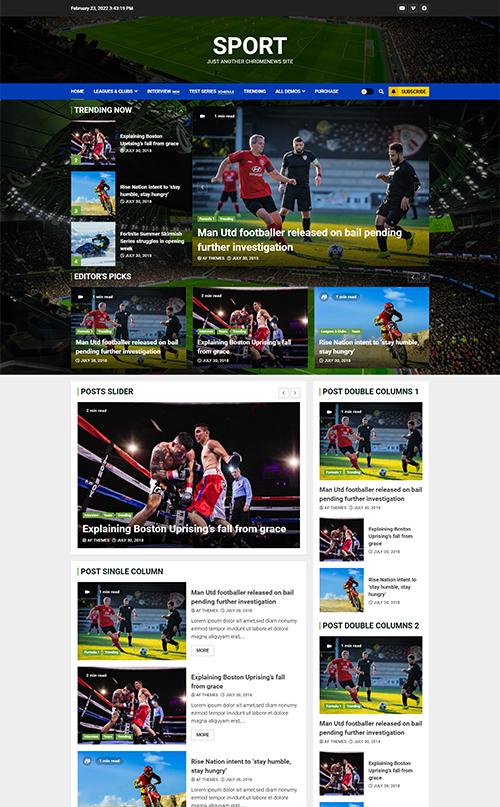 February 23, 2022 3:43:19 PM
SPORT
JUST ANOTHER CHROMENEWS SITE
HOME LEAGUES & CLUBS INTERVIEW NEW TEST SERIES SCHEDULE TRENDING ALL DEMOS PURCHASE SUBSCRIBE
TRENDING NOW
2
Explaining Boston
Uprising's fall from grace
JULY 30, 2018
3
Rise Nation intent to 'stay
humble, stay hungry'
JULY 30, 2018
4
Fortnite Summer Skirmish
Series struggles in opening
week
JULY 30, 2018
1 min read
Formula 1 Trending
Man Utd footballer released on bail pending
further investigation
AF THEMES JULY 30, 2018
EDITOR'S PICKS
1 min read
Formula 1 Trending
Man Utd footballer released on
bail pending further investigation
JULY 30, 2018
2 min read
Interview Team Trending
Explaining Boston Uprising's fall
from grace
JULY 30, 2018
1 min read
Leagues & Clubs Team
Rise Nation intent to 'stay humble,
stay hungry'
JULY 30, 2018
POSTS SLIDER
2 min read
Interview Team Trending
Explaining Boston Uprising's fall from grace
AF THEMES JULY 30, 2018
POST SINGLE COLUMN
1 min read
Formula 1 Trending
Man Utd footballer released on bail
pending further investigation
AF THEMES JULY 30, 2018
Lorem ipsum dolor sit amet,sed diam nonumy
eirmod tempor invidunt ut labore et dolore
magna aliquyam erat,...
MORE
2 min read
Interview Team Trending
Explaining Boston Uprising's fall
from grace
AF THEMES JULY 30, 2018
Lorem ipsum dolor sit amet,sed diam nonumy
eirmod tempor invidunt ut labore et dolore
magna aliquyam erat,...
MORE
1 min read
Rise Nation intent to 'stay humble,
stay hungry'
AF THEMES JULY 30, 2018
Lorem ipsum dolor sit amet,sed diam nonumy
POST DOUBLE COLUMNS 1
1 min read
Formula 1 Trending
Man Utd footballer released on bail
pending further investigation
AF THEMES JULY 30, 2018
Explaining Boston
Uprising's fall from
grace
JULY 30, 2018
Rise Nation intent to
'stay humble, stay
hungry'
JULY 30, 2018
POST DOUBLE COLUMNS 2
1 min read
Formula 1 Trending
Man Utd footballer released on bail
pending further investigation
AF THEMES JULY 30, 2018
Explaining Boston
Uprising's fall from
grace
JULY 30, 2018
Rise Nation intent to